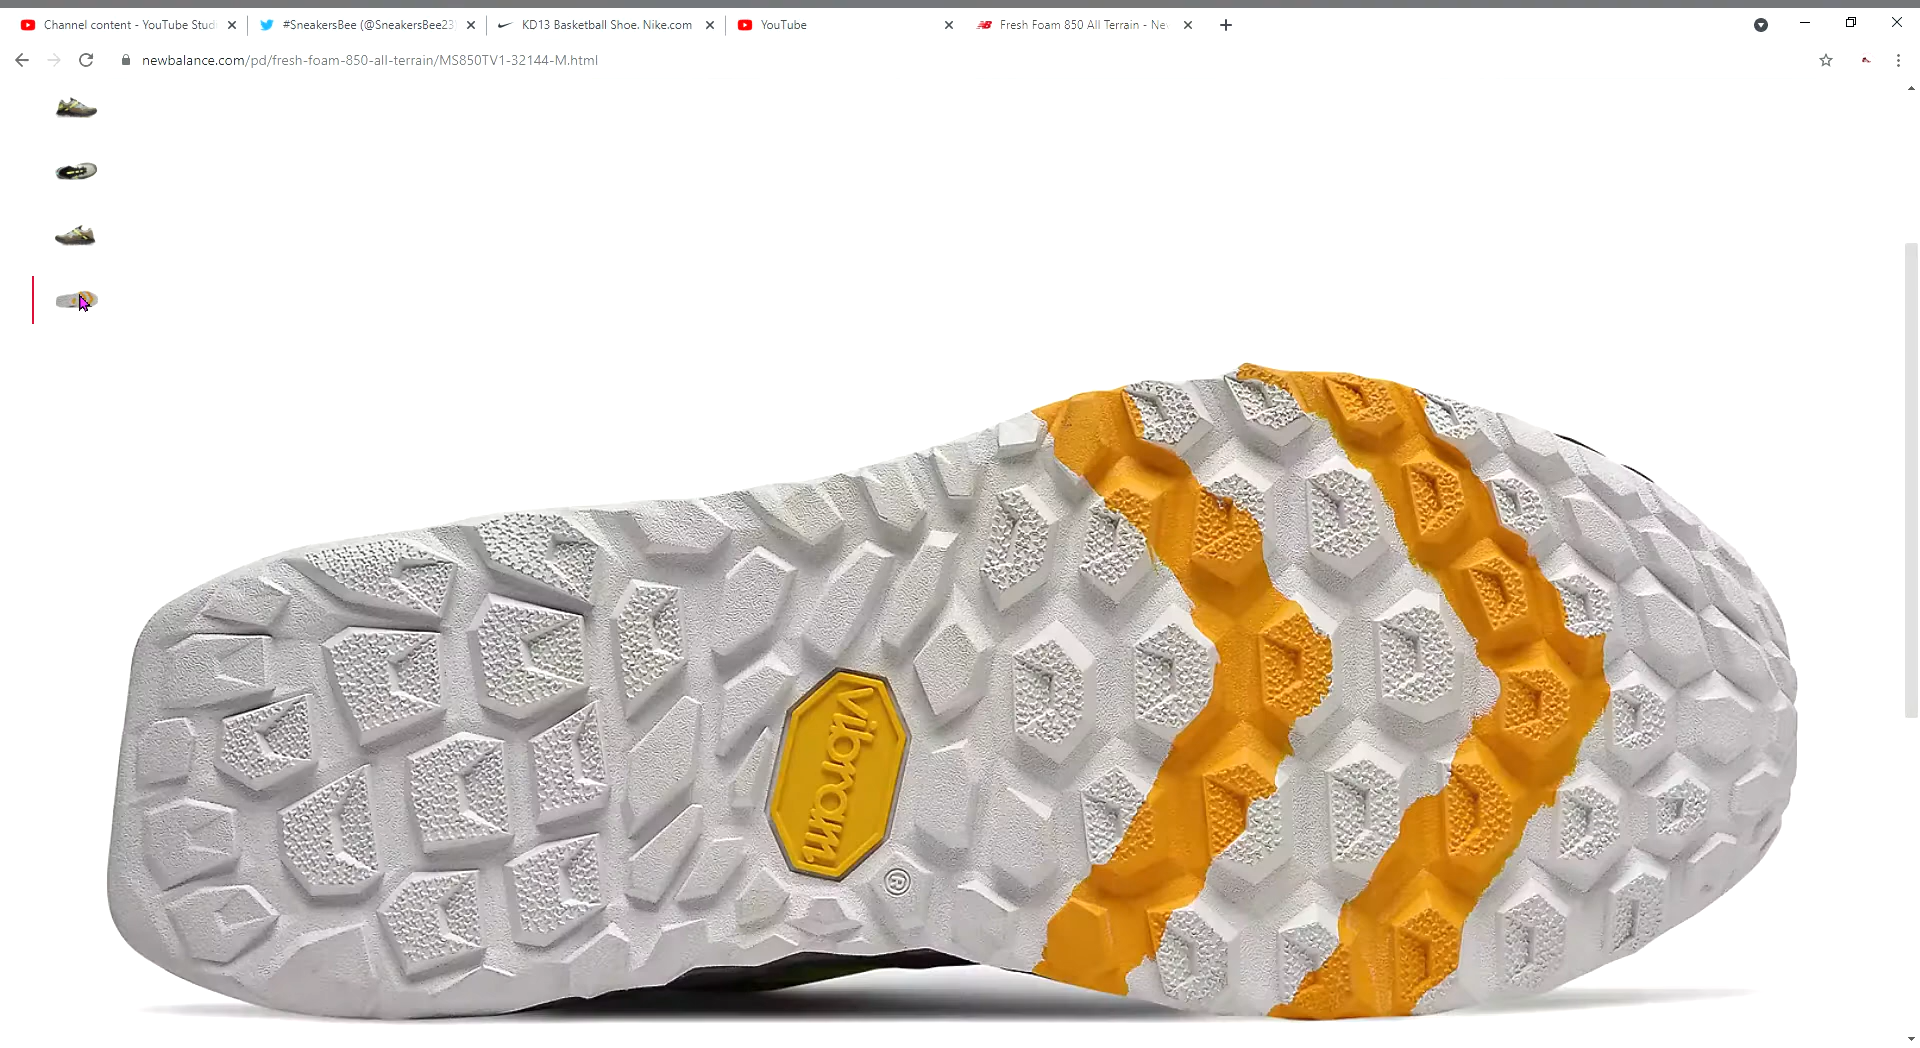 Channel content - YouTube Stud
#SneakersBee (@SneakersBee23
KD13 Basketball Shoe. Nike.com
YouTube
Fresh Foam 850 All Terrain - Ne
newbalance.com/pd/fresh-foam-850-all-terrain/MS850TV1-32144-M.html
vibram
®